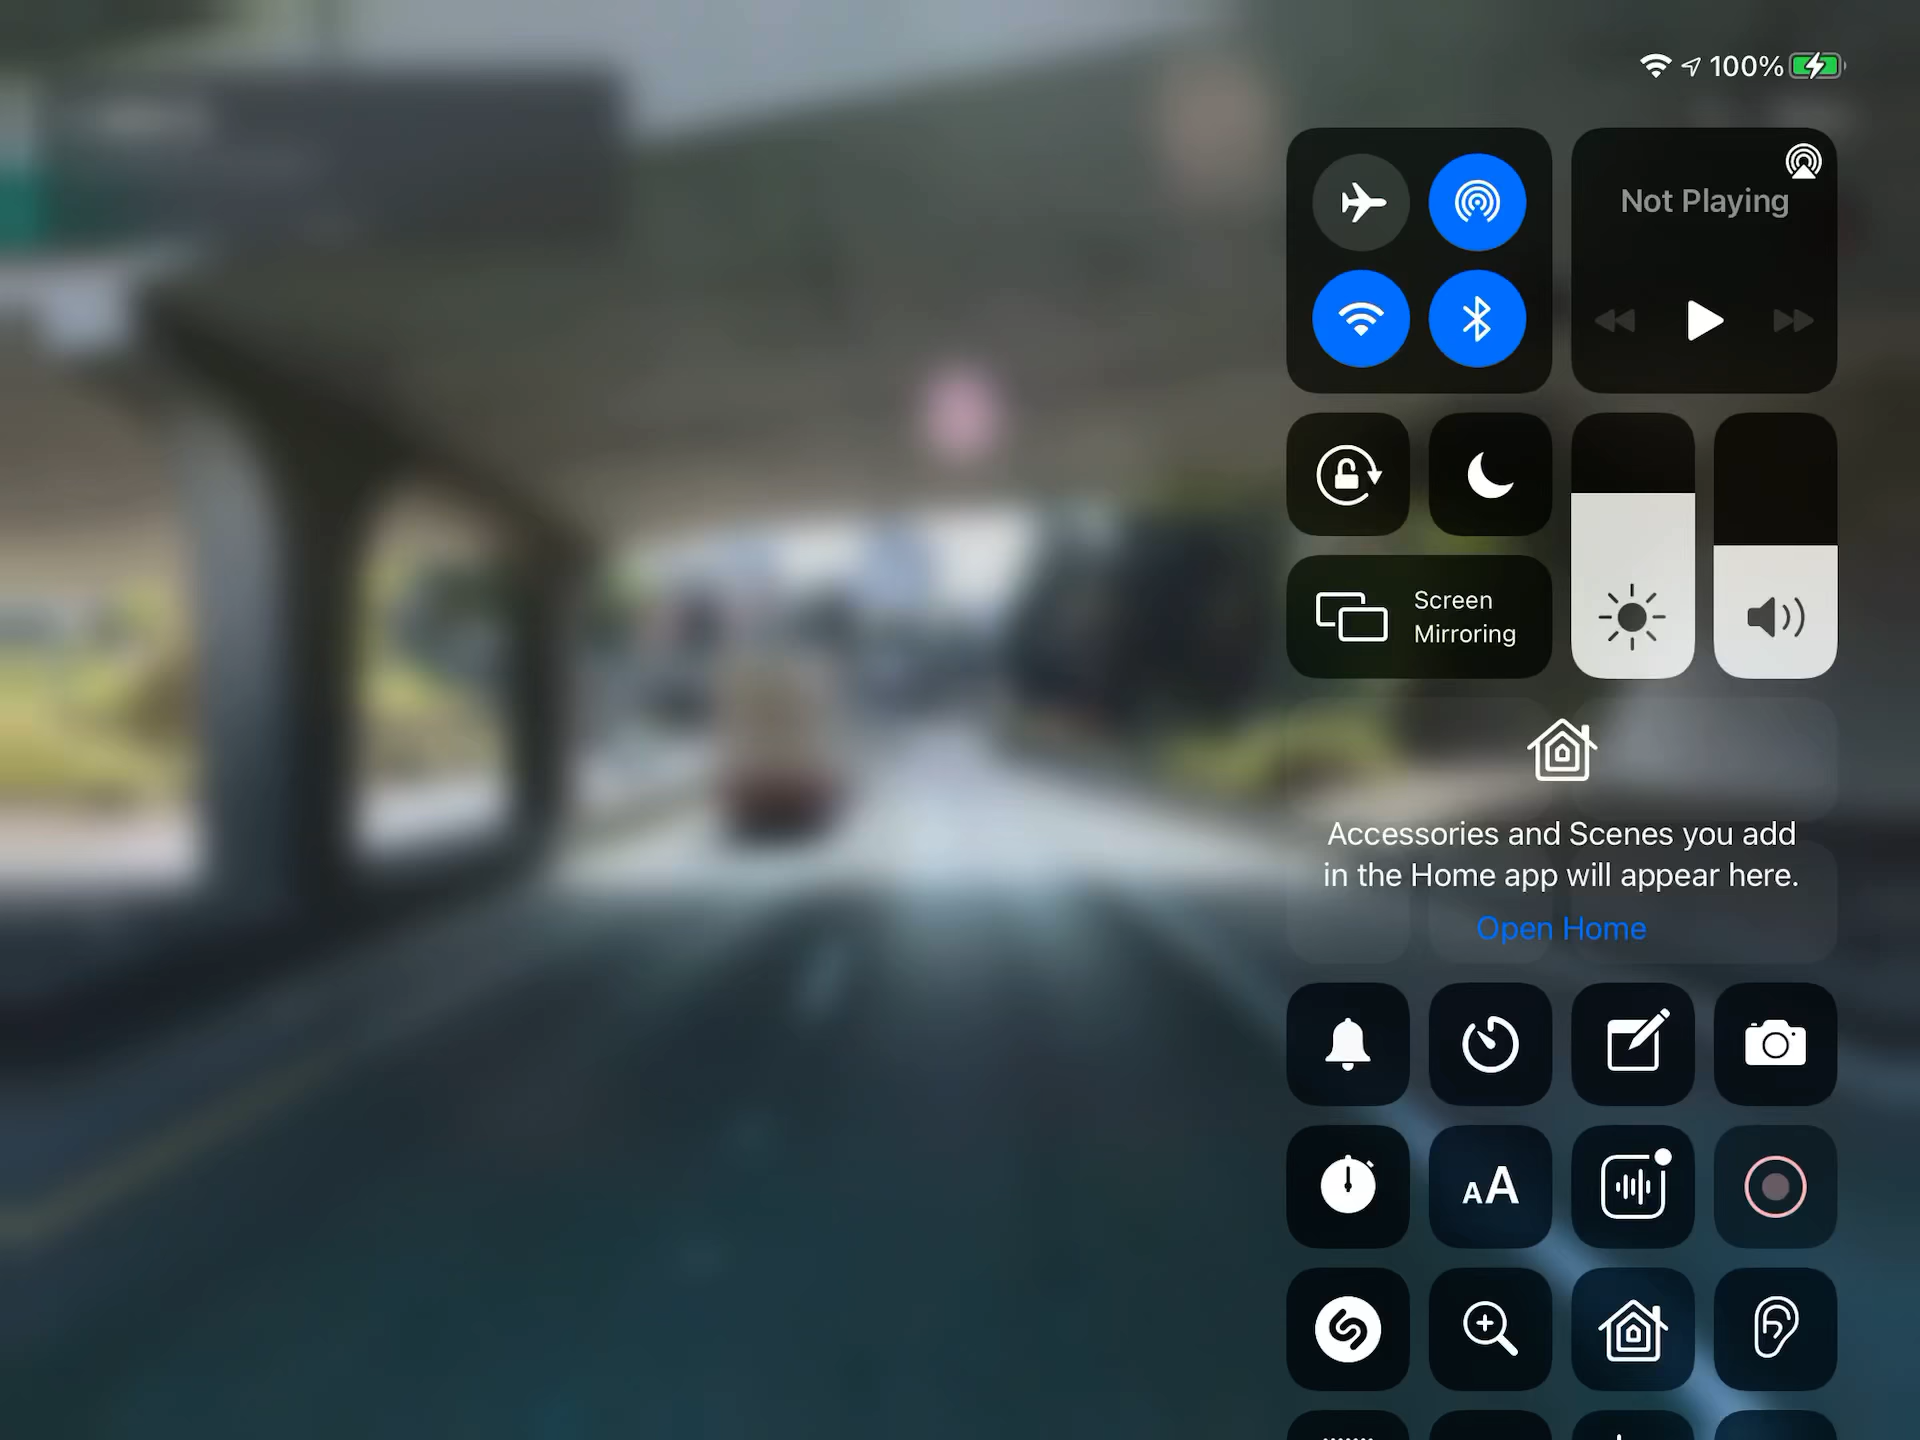 100%
Not Playing
Screen
Mirroring
Accessories and Scenes you add
in the Home app will appear here.
Open Home
AA